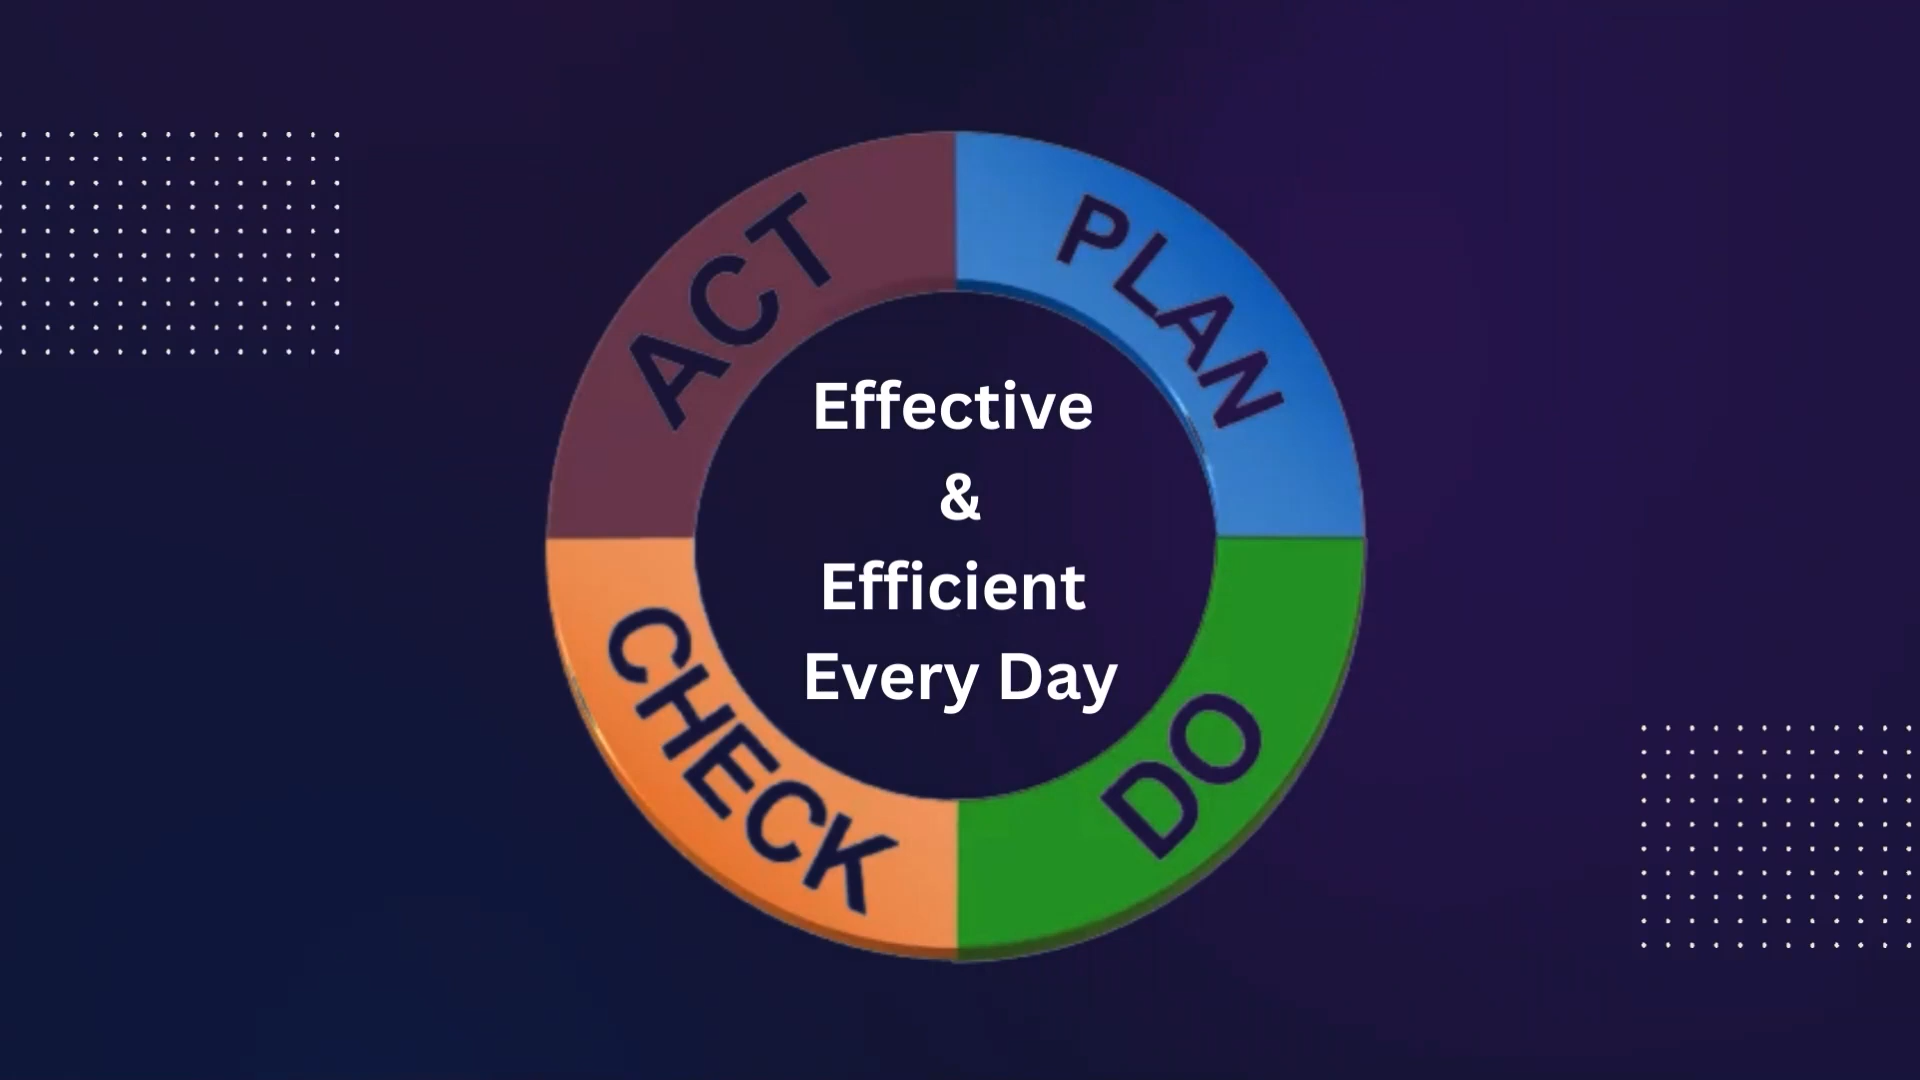 ACT
PLAN
Effective
&
Efficient
Every Day
CHECK
DO